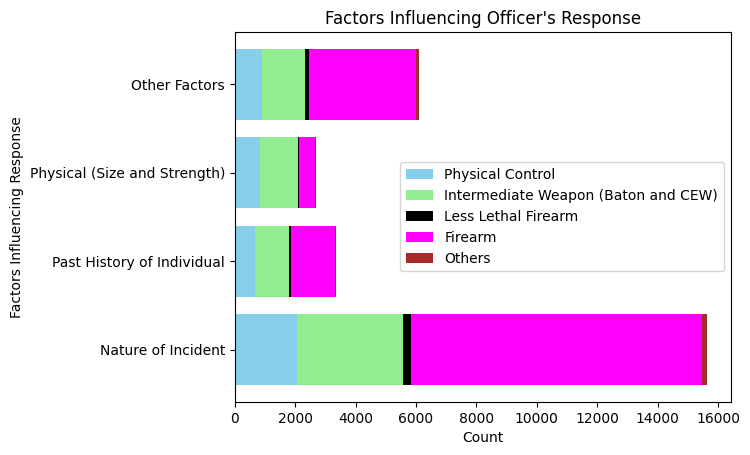 Factors Influencing Officer's Response
Factors Influencing Response
Other Factors
Physical (Size and Strength)
Past History of Individual
Nature of Incident
Physical Control
Intermediate Weapon (Baton and CEW)
Less Lethal Firearm
Firearm
Others
0 2000 4000 6000 8000 10000 12000 14000 16000
Count